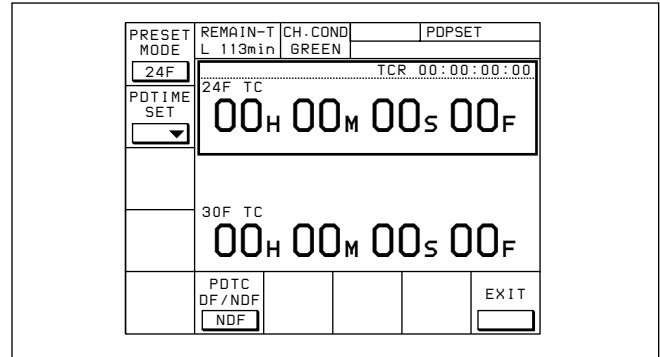 PRESET MODE
24F
REMAIN-T
L 113min
CH.COND
GREEN
PDPSET
TCR 00:00:00:00
PDTIME SET
24F TC
00H 00M 00S 00F
30F TC
00H 00M 00S 00F
PDTC DF/NDF
NDF
EXIT